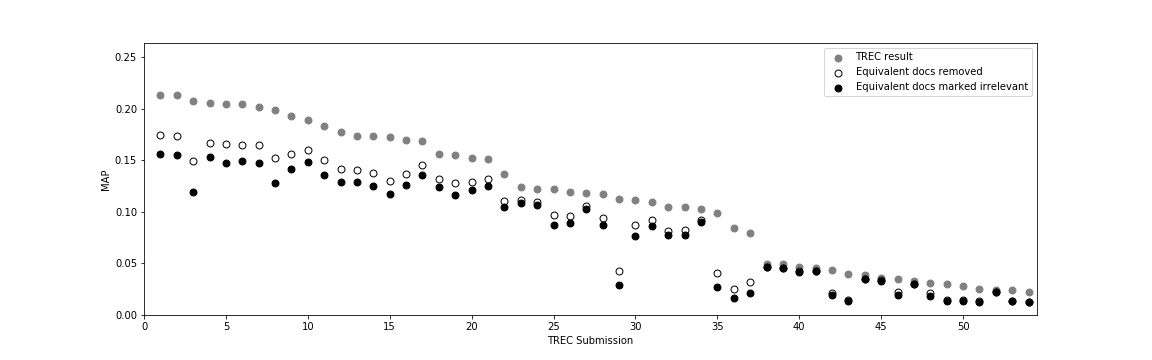 0.25
0.20
0.15
0.10
0.05
0.00
MAP
TREC result
Equivalent docs removed
Equivalent docs marked irrelevant
0 5 10 15 20 25 30 35 40 45 50
TREC Submission